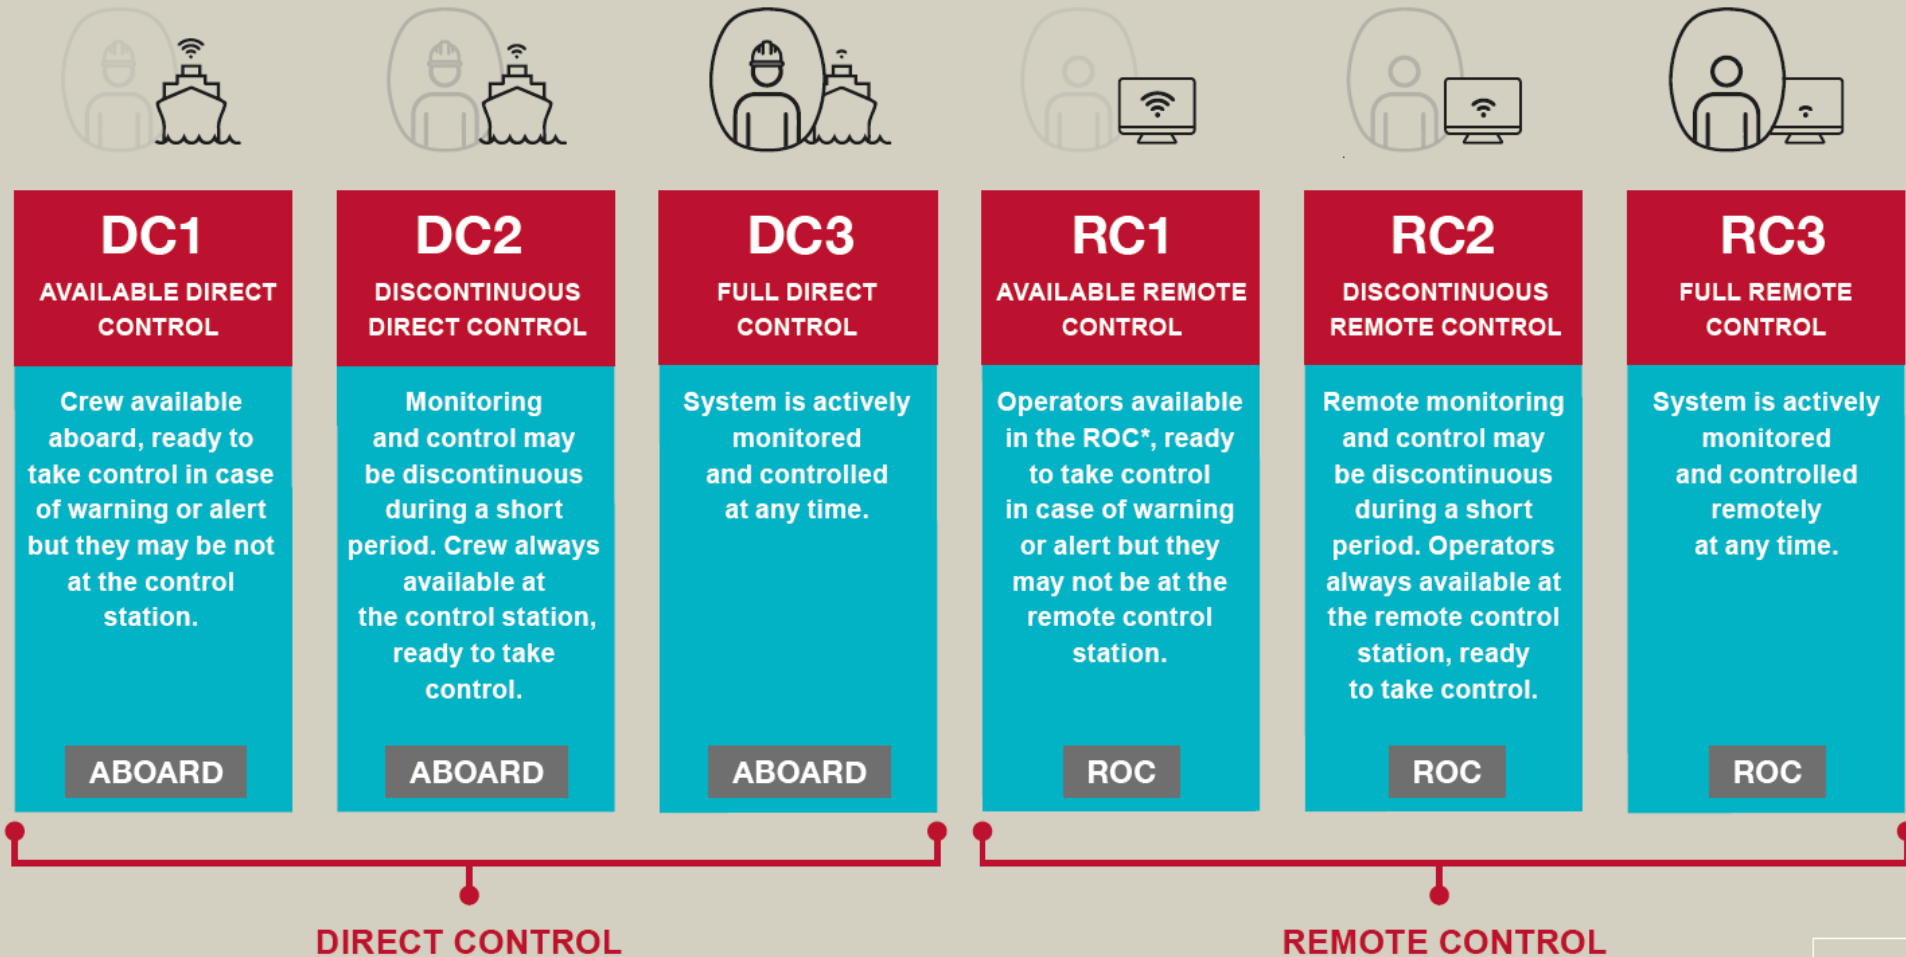 DC1
AVAILABLE DIRECT
CONTROL
Crew available
aboard, ready to
take control in case
of warning or alert
but they may be not
at the control
station.
ABOARD
DC2
DISCONTINUOUS
DIRECT CONTROL
Monitoring
and control may
be discontinuous
during a short
period. Crew always
available at
the control station,
ready to take
control.
ABOARD
DC3
FULL DIRECT
CONTROL
System is actively
monitored
and controlled
at any time.
ABOARD
RC1
AVAILABLE REMOTE
CONTROL
Operators available
in the ROC*, ready
to take control
in case of warning
or alert but they
may not be at the
remote control
station.
ROC
RC2
DISCONTINUOUS
REMOTE CONTROL
Remote monitoring
and control may
be discontinuous
during a short
period. Operators
always available at
the remote control
station, ready
to take control.
ROC
RC3
FULL REMOTE
CONTROL
System is actively
monitored
and controlled
remotely
at any time.
ROC
DIRECT CONTROL
REMOTE CONTROL